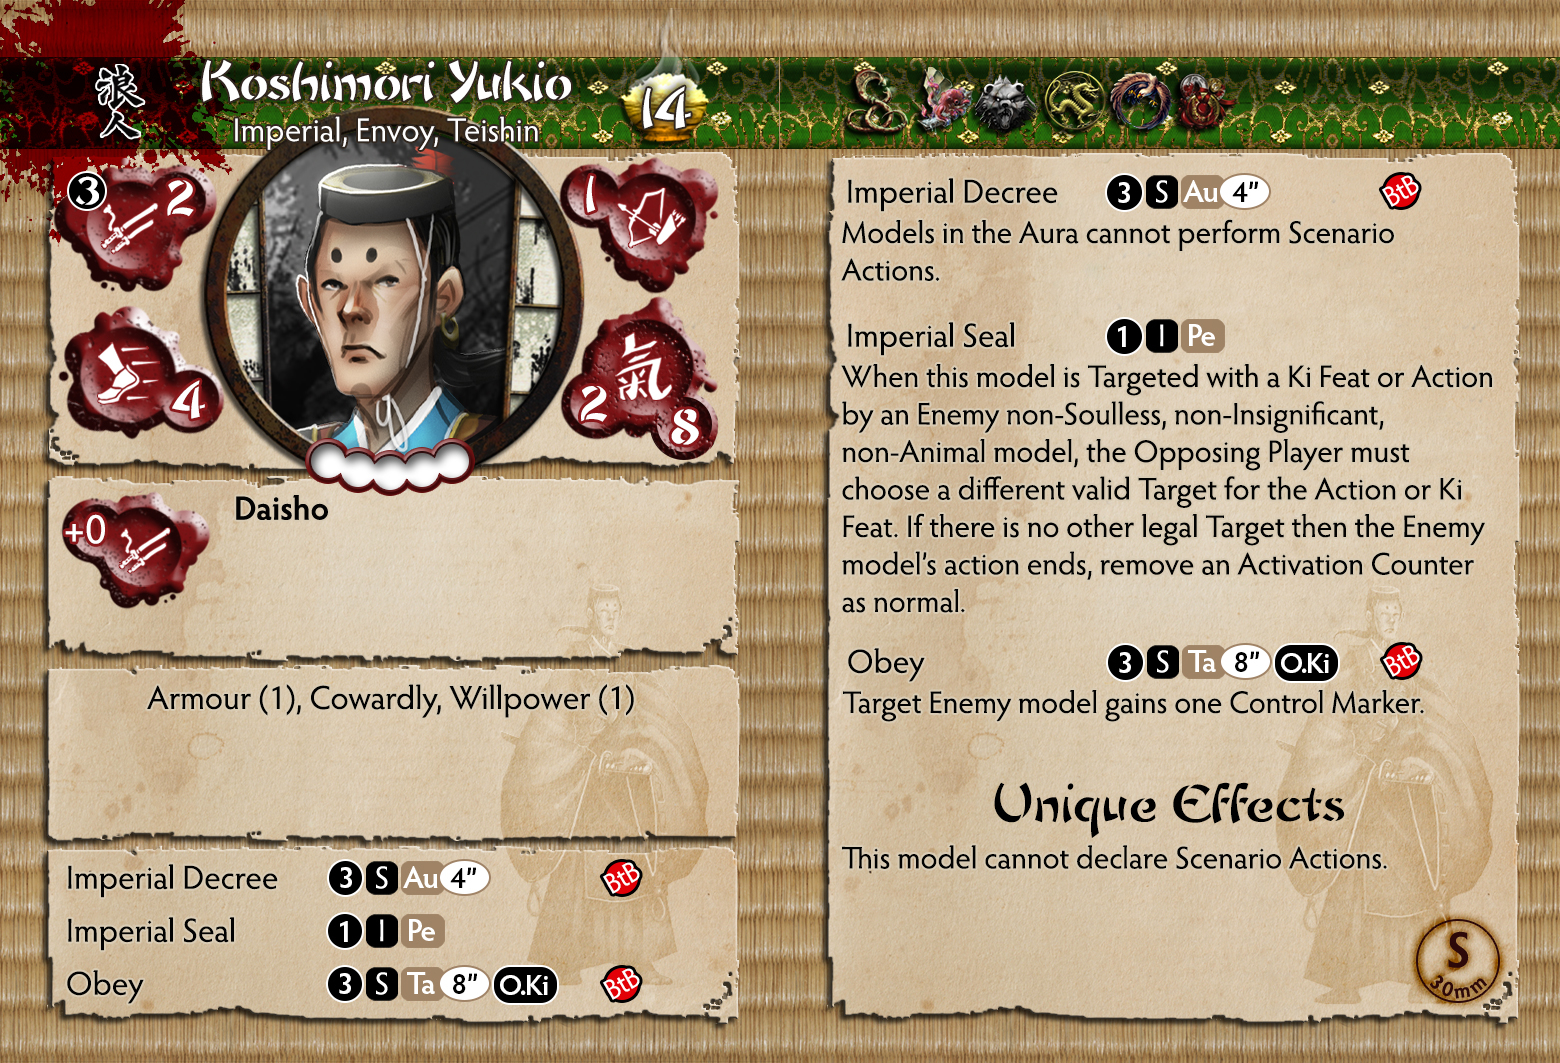 浪人
Koshimori Yukio
Imperial, Envoy, Teishin
14
3 2
1
4
氣
2 8
+0
Daisho
Armour (1), Cowardly, Willpower (1)
Imperial Decree 3 S Au 4" BtB
Imperial Seal 1 I Pe
Obey 3 S Ta 8" O.Ki BtB
Imperial Decree 3 S Au 4" BtB
Models in the Aura cannot perform Scenario
Actions.
Imperial Seal 1 I Pe
When this model is Targeted with a Ki Feat or Action
by an Enemy non-Soulless, non-Insignificant,
non-Animal model, the Opposing Player must
choose a different valid Target for the Action or Ki
Feat. If there is no other legal Target then the Enemy
model's action ends, remove an Activation Counter
as normal.
Obey 3 S Ta 8" O.Ki BtB
Target Enemy model gains one Control Marker.
Unique Effects
This model cannot declare Scenario Actions.
S
30mm